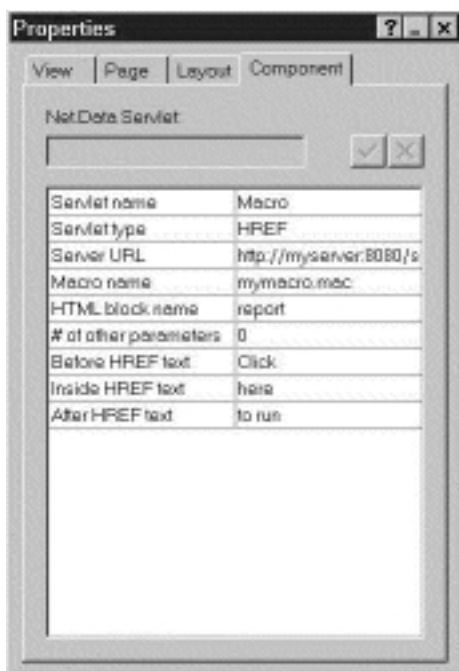 Properties
View Page Layout Component
Net.Data Servlet:
Servlet name Macro
Servlet type HREF
Server URL http://myserver:8080/s
Macro name mymacro.mac
HTML block name report
# of other parameters 0
Before HREF text Click
Inside HREF text here
After HREF text to run